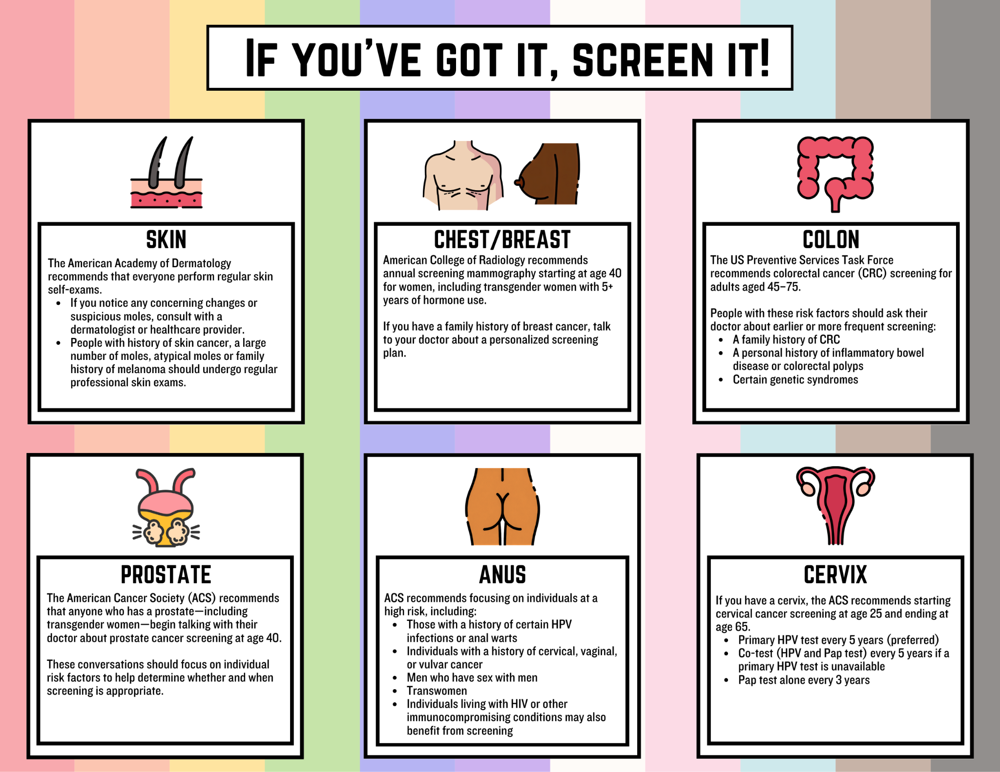 IF YOU'VE GOT IT, SCREEN IT!
SKIN
The American Academy of Dermatology
recommends that everyone perform regular skin
self-exams.
• If you notice any concerning changes or
suspicious moles, consult with a
dermatologist or healthcare provider.
• People with history of skin cancer, a large
number of moles, atypical moles or family
history of melanoma should undergo regular
professional skin exams.
CHEST/BREAST
American College of Radiology recommends
annual screening mammography starting at age 40
for women, including transgender women with 5+
years of hormone use.
If you have a family history of breast cancer, talk
to your doctor about a personalized screening
plan.
COLON
The US Preventive Services Task Force
recommends colorectal cancer (CRC) screening for
adults aged 45–75.
People with these risk factors should ask their
doctor about earlier or more frequent screening:
• A family history of CRC
• A personal history of inflammatory bowel
disease or colorectal polyps
• Certain genetic syndromes
PROSTATE
The American Cancer Society (ACS) recommends
that anyone who has a prostate—including
transgender women—begin talking with their
doctor about prostate cancer screening at age 40.
These conversations should focus on individual
risk factors to help determine whether and when
screening is appropriate.
ANUS
ACS recommends focusing on individuals at a
high risk, including:
• Those with a history of certain HPV
infections or anal warts
• Individuals with a history of cervical, vaginal,
or vulvar cancer
• Men who have sex with men
• Transwomen
• Individuals living with HIV or other
immunocompromising conditions may also
benefit from screening
CERVIX
If you have a cervix, the ACS recommends starting
cervical cancer screening at age 25 and ending at
age 65.
• Primary HPV test every 5 years (preferred)
• Co-test (HPV and Pap test) every 5 years if a
primary HPV test is unavailable
• Pap test alone every 3 years